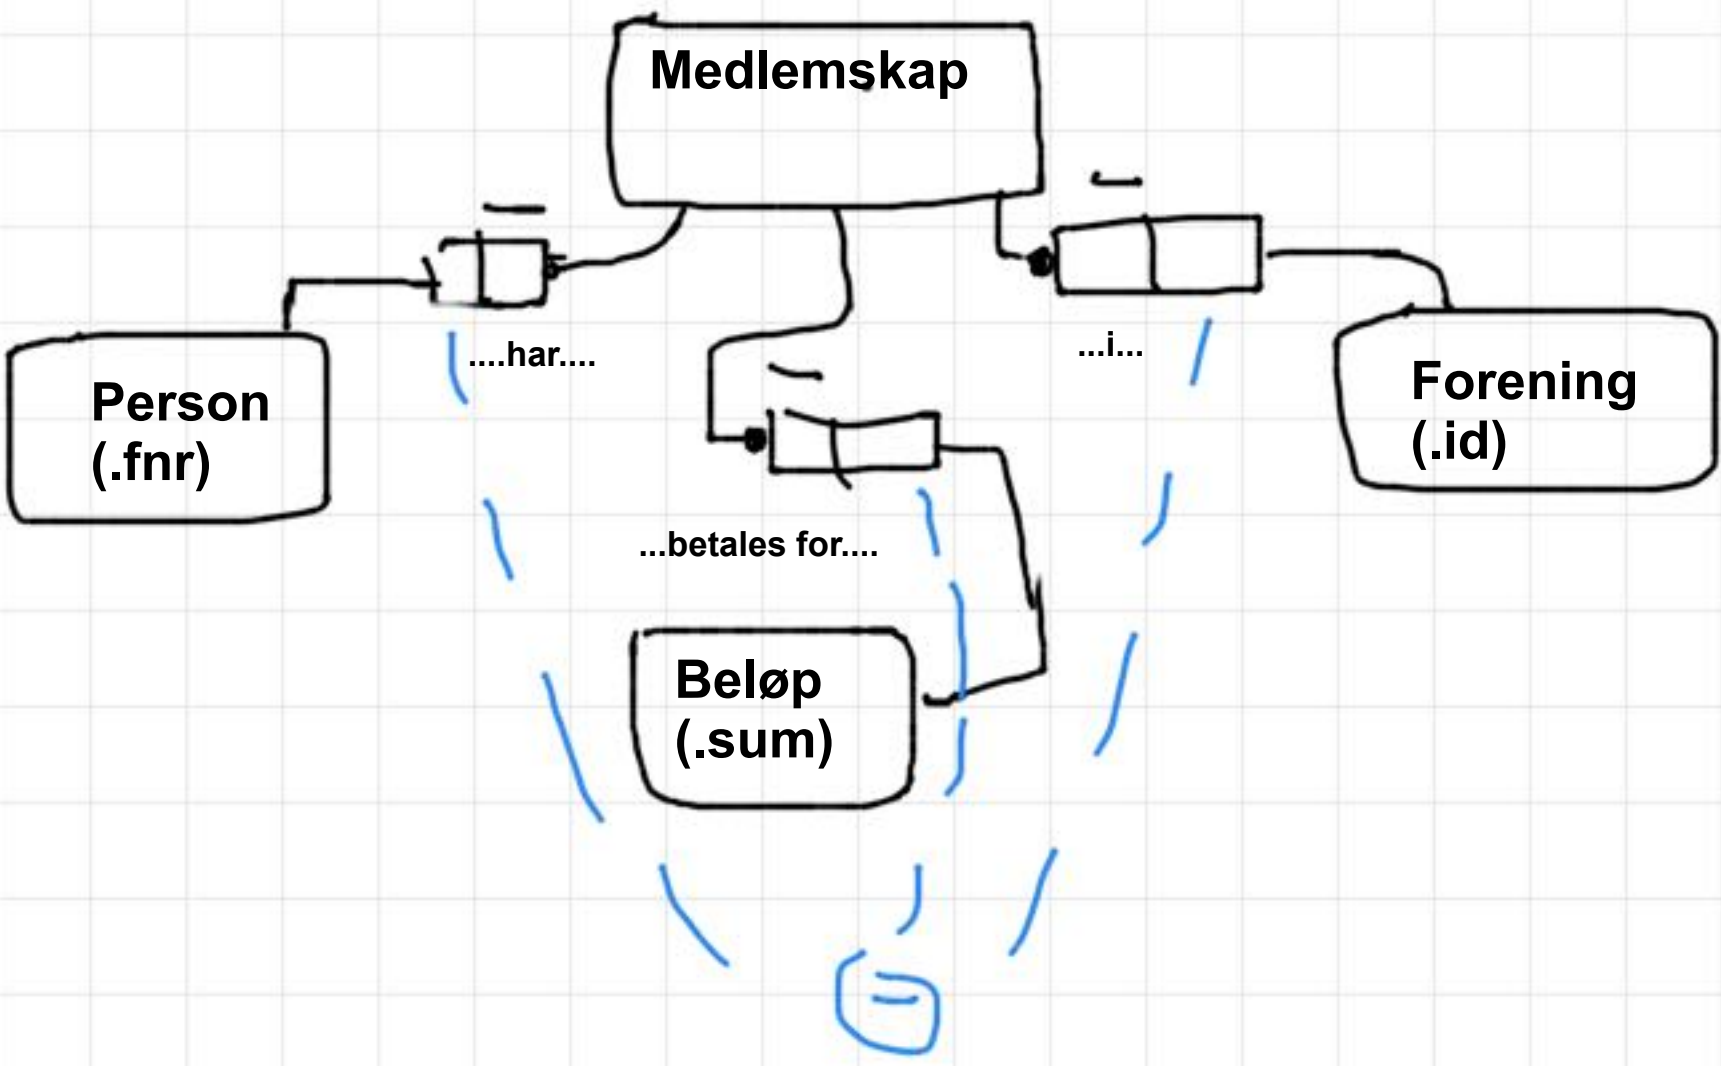 Medlemskap
....har....
...i...
Person
(.fnr)
Forening
(.id)
...betales for....
Beløp
(.sum)